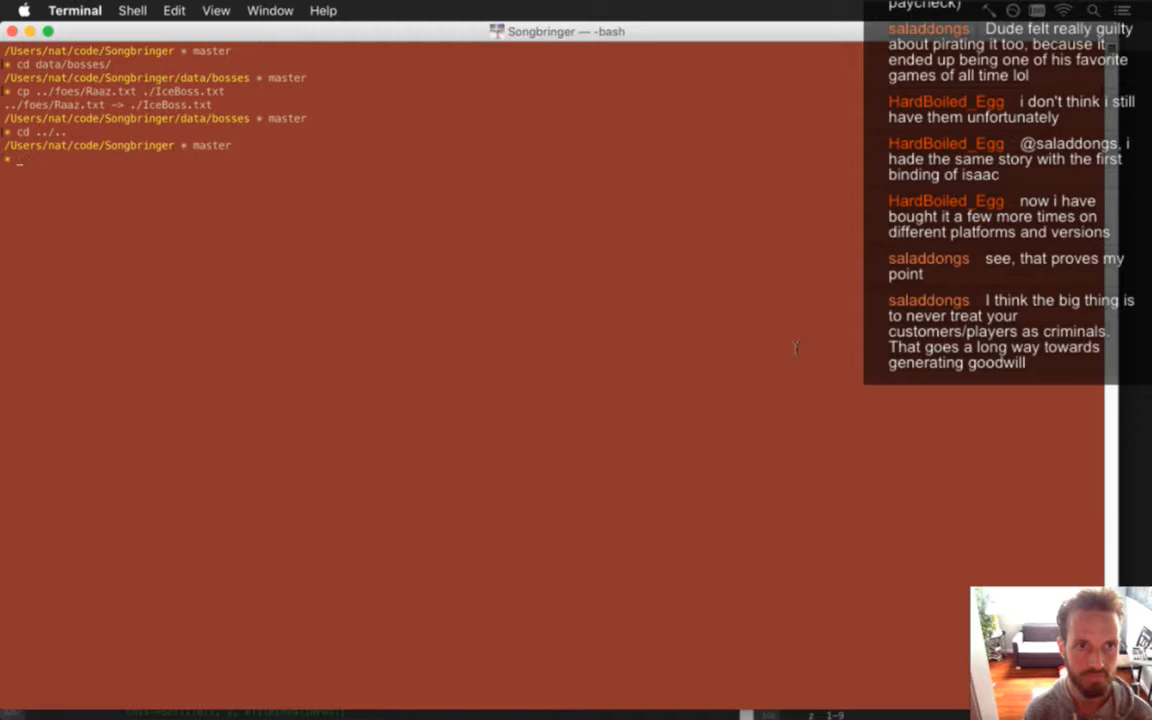 Terminal Shell Edit View Window Help
Songbringer — -bash
/Users/nat/code/Songbringer * master
* cd data/bosses/
/Users/nat/code/Songbringer/data/bosses * master
* cp ../foes/Raaz.txt ./IceBoss.txt
../foes/Raaz.txt -> ./IceBoss.txt
/Users/nat/code/Songbringer/data/bosses * master
* cd ../..
/Users/nat/code/Songbringer * master
* _
paycheck)
saladdongs Dude felt really guilty
about pirating it too, because it
ended up being one of his favorite
games of all time lol
HardBoiled_Egg i don't think i still
have them unfortunately
HardBoiled_Egg @saladdongs, i
hade the same story with the first
binding of isaac
HardBoiled_Egg now i have
bought it a few more times on
different platforms and versions
saladdongs see, that proves my
point
saladdongs I think the big thing is
to never treat your
customers/players as criminals.
That goes a long way towards
generating goodwill
z 1-9